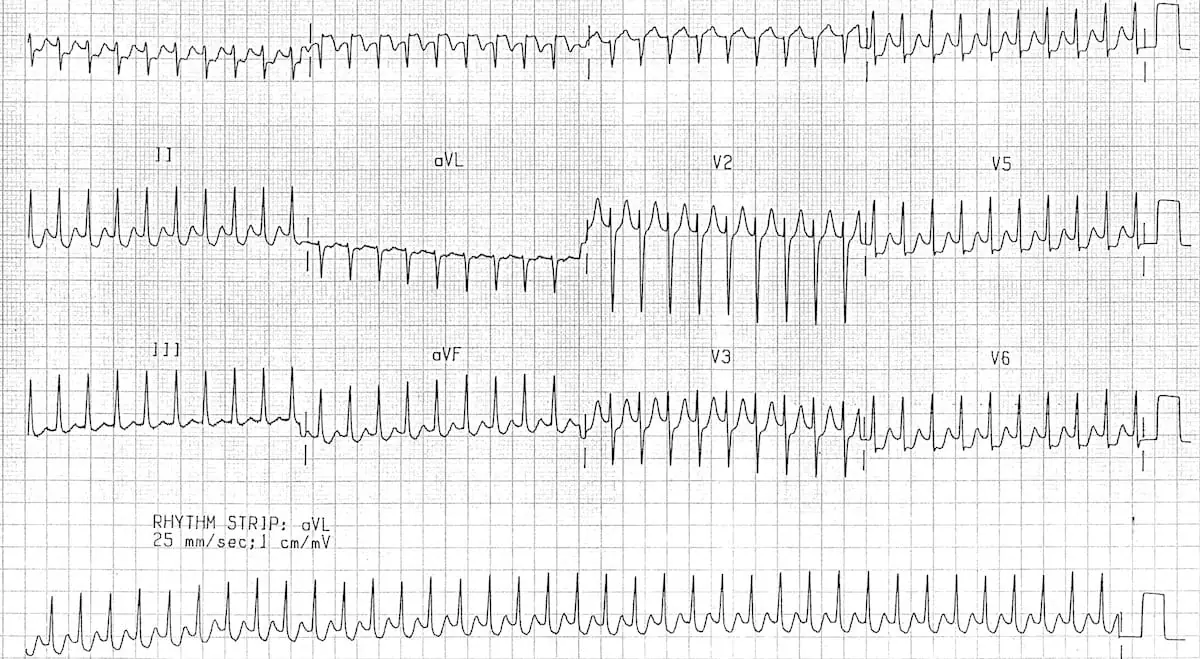 II aVL V2 V5
III aVF V3 V6
RHYTHM STRIP: aVL
25 mm/sec;1 cm/mV